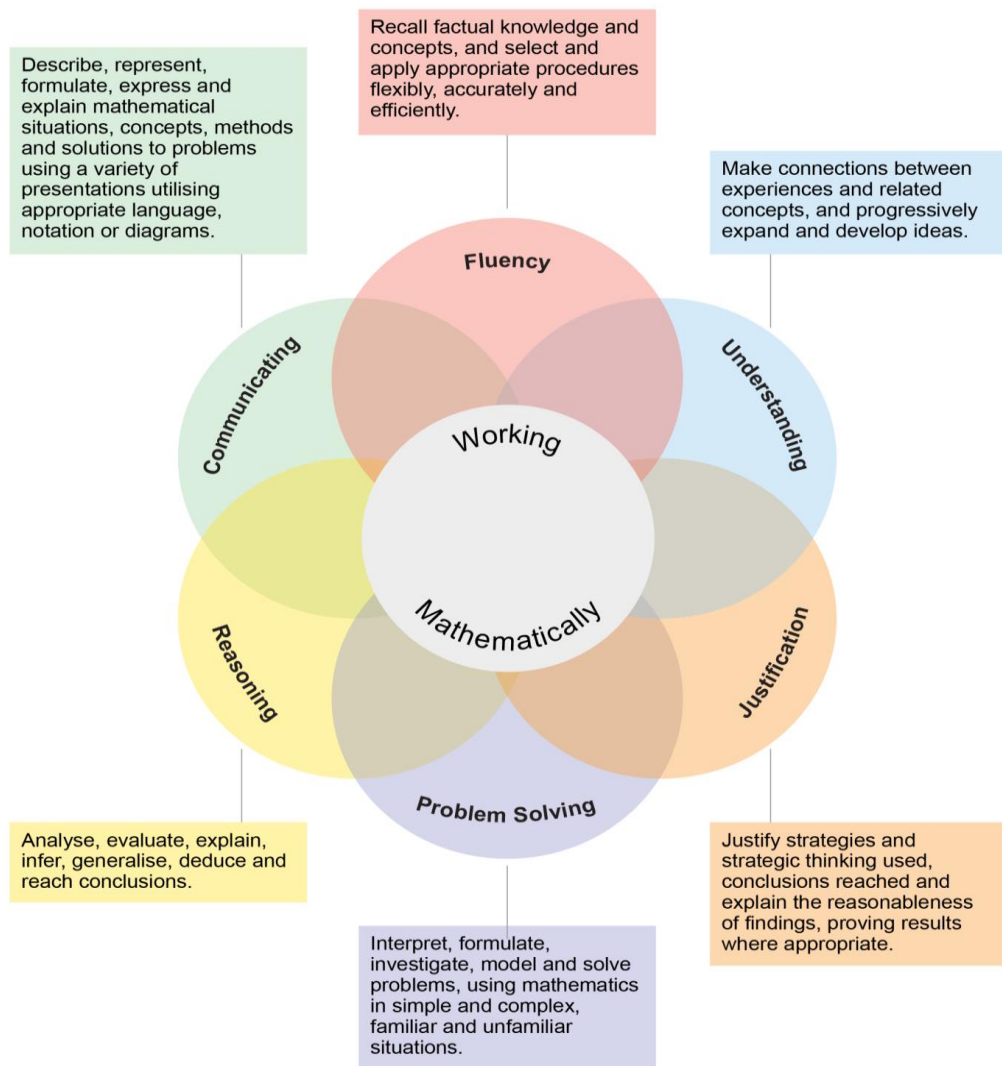 Recall factual knowledge and
concepts, and select and
apply appropriate procedures
flexibly, accurately and
efficiently.
Describe, represent,
formulate, express and
explain mathematical
situations, concepts, methods
and solutions to problems
using a variety of
presentations utilising
appropriate language,
notation or diagrams.
Make connections between
experiences and related
concepts, and progressively
expand and develop ideas.
Fluency
Communicating
Understanding
Working
Mathematically
Reasoning
Justification
Problem Solving
Analyse, evaluate, explain,
infer, generalise, deduce and
reach conclusions.
Justify strategies and
strategic thinking used,
conclusions reached and
explain the reasonableness
of findings, proving results
where appropriate.
Interpret, formulate,
investigate, model and solve
problems, using mathematics
in simple and complex,
familiar and unfamiliar
situations.